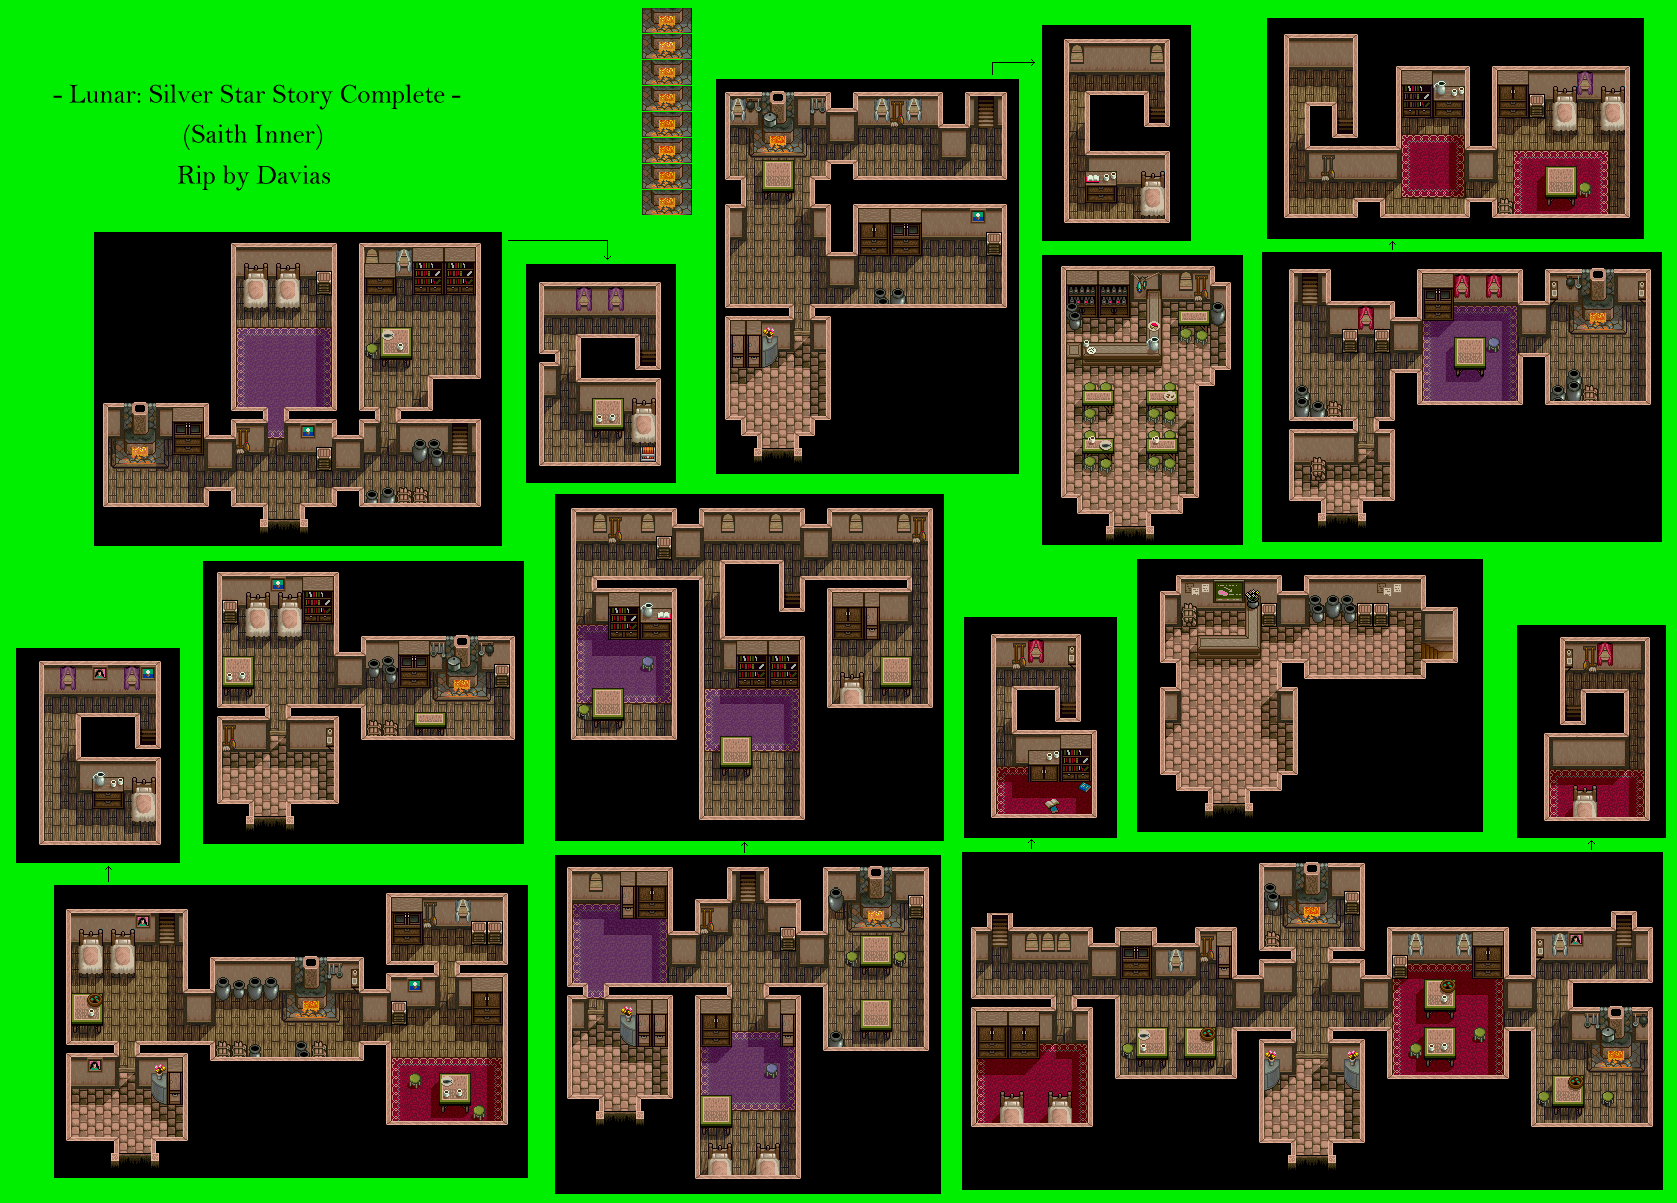 - Lunar: Silver Star Story Complete -
(Saith Inner)
Rip by Davias